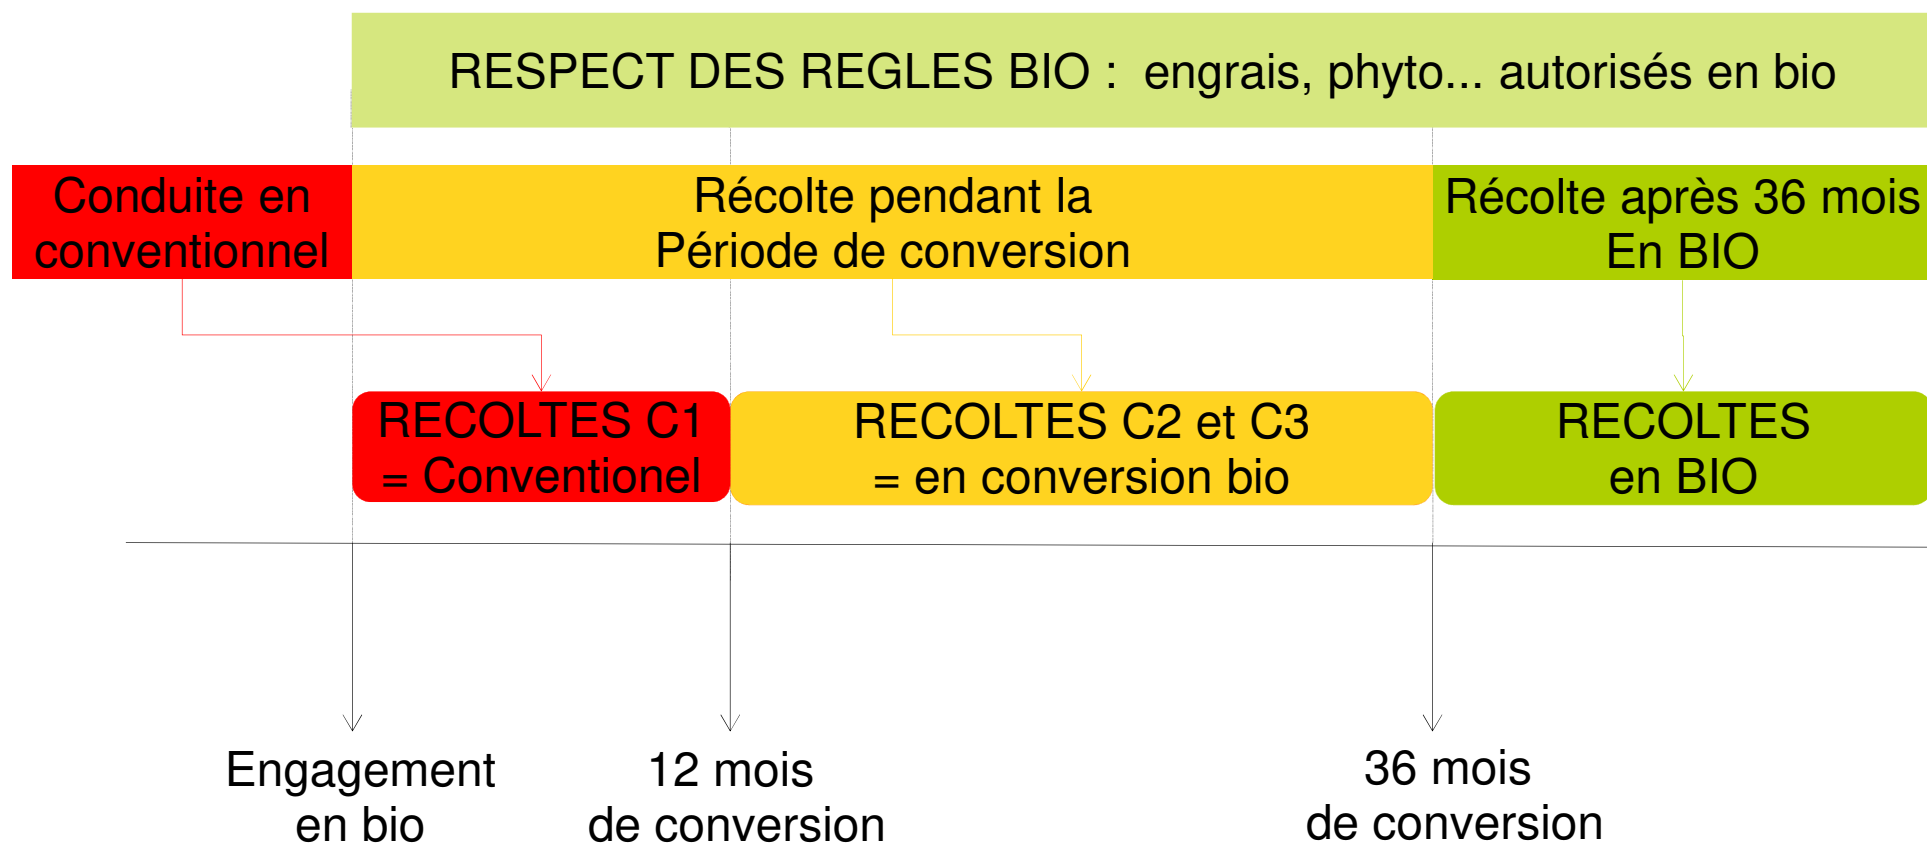 RESPECT DES REGLES BIO : engrais, phyto... autorisés en bio
Conduite en
conventionnel
Récolte pendant la
Période de conversion
Récolte après 36 mois
En BIO
RECOLTES C1
= Conventionel
RECOLTES C2 et C3
= en conversion bio
RECOLTES
en BIO
Engagement
en bio
12 mois
de conversion
36 mois
de conversion